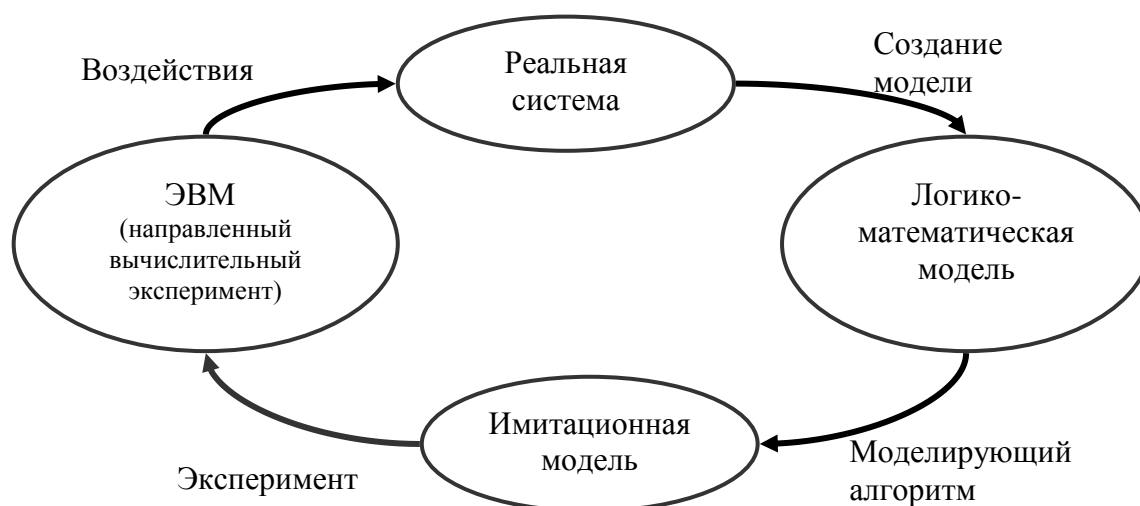 Воздействия
Реальная
система
Создание
модели
ЭВМ
(направленный
вычислительный
эксперимент)
Логико-
математическая
модель
Имитационная
модель
Эксперимент
Моделирующий
алгоритм